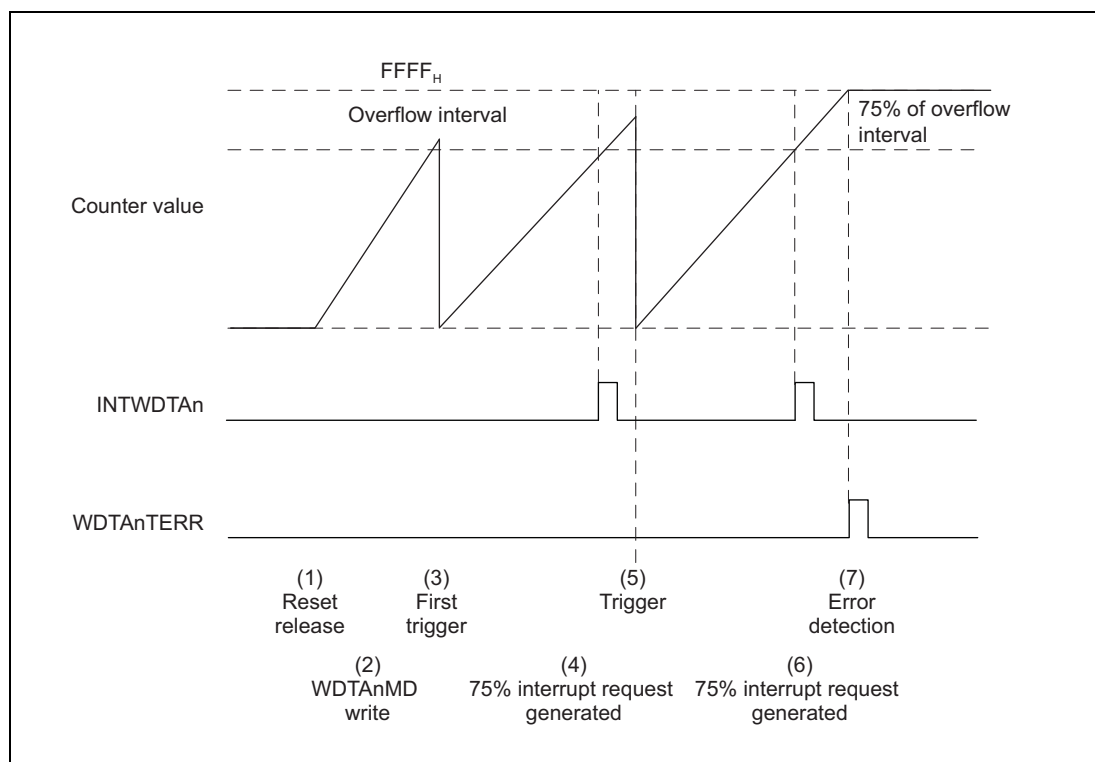 FFFFH
Overflow interval
75% of overflow
interval
Counter value
INTWDTAn
WDTAnTERR
(1)
Reset
release
(3)
First
trigger
(5)
Trigger
(7)
Error
detection
(2)
WDTAnMD
write
(4)
75% interrupt request
generated
(6)
75% interrupt request
generated